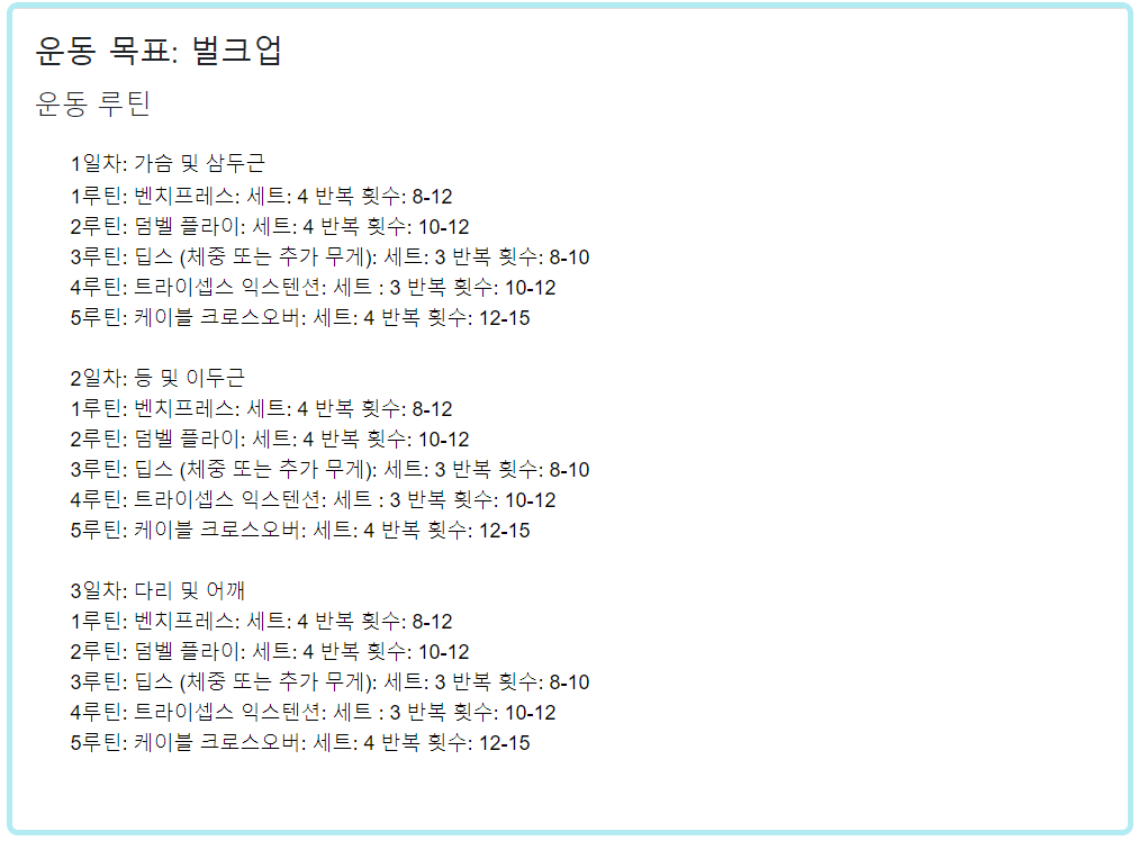 운동 목표: 벌크업
운동 루틴
1일차: 가슴 및 삼두근
1루틴: 벤치프레스: 세트: 4 반복 횟수: 8-12
2루틴: 덤벨 플라이: 세트: 4 반복 횟수: 10-12
3루틴: 딥스 (체중 또는 추가 무게): 세트: 3 반복 횟수: 8-10
4루틴: 트라이셉스 익스텐션: 세트 : 3 반복 횟수: 10-12
5루틴: 케이블 크로스오버: 세트: 4 반복 횟수: 12-15
2일차: 등 및 이두근
1루틴: 벤치프레스: 세트: 4 반복 횟수: 8-12
2루틴: 덤벨 플라이: 세트: 4 반복 횟수: 10-12
3루틴: 딥스 (체중 또는 추가 무게): 세트: 3 반복 횟수: 8-10
4루틴: 트라이셉스 익스텐션: 세트 : 3 반복 횟수: 10-12
5루틴: 케이블 크로스오버: 세트: 4 반복 횟수: 12-15
3일차: 다리 및 어깨
1루틴: 벤치프레스: 세트: 4 반복 횟수: 8-12
2루틴: 덤벨 플라이: 세트: 4 반복 횟수: 10-12
3루틴: 딥스 (체중 또는 추가 무게): 세트: 3 반복 횟수: 8-10
4루틴: 트라이셉스 익스텐션: 세트 : 3 반복 횟수: 10-12
5루틴: 케이블 크로스오버: 세트: 4 반복 횟수: 12-15